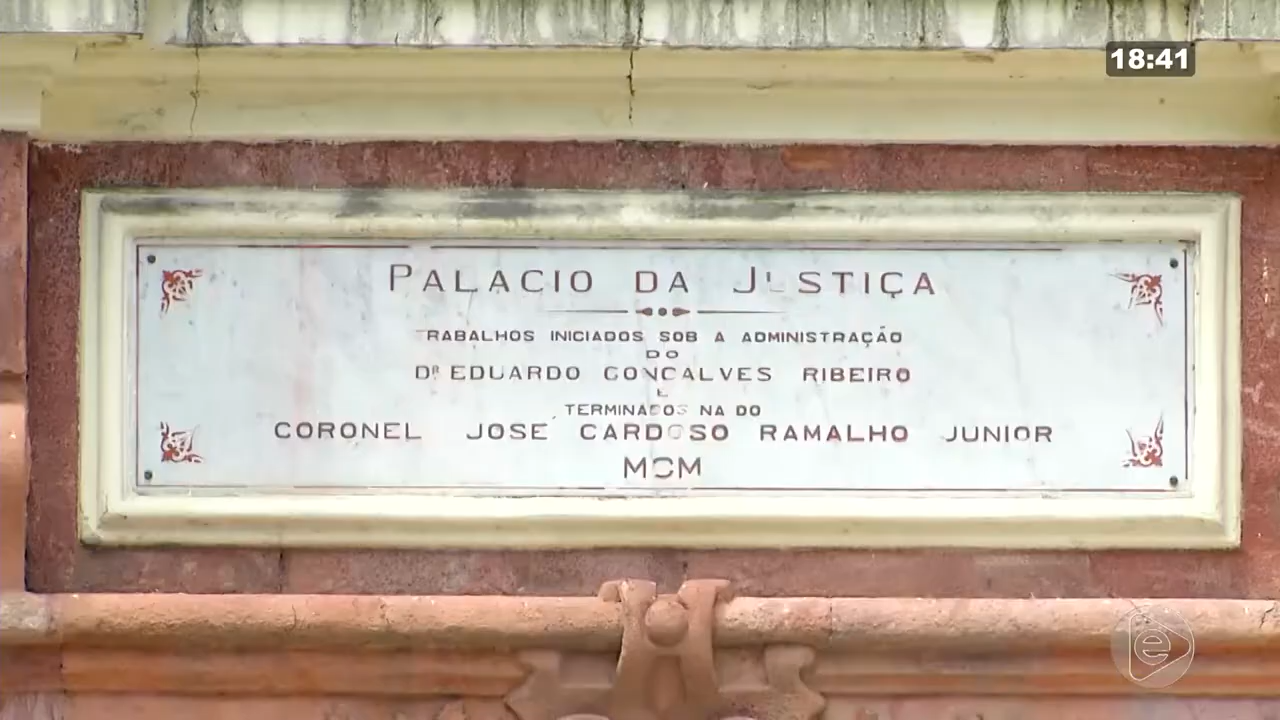 18:41
PALACIO DA JUSTIÇA
TRABALHOS INICIADOS SOB A ADMINISTRAÇÃO
DO
Dº EDUARDO GONÇALVES RIBEIRO
E
TERMINADOS NA DO
CORONEL JOSÉ CARDOSO RAMALHO JUNIOR
MCM
e